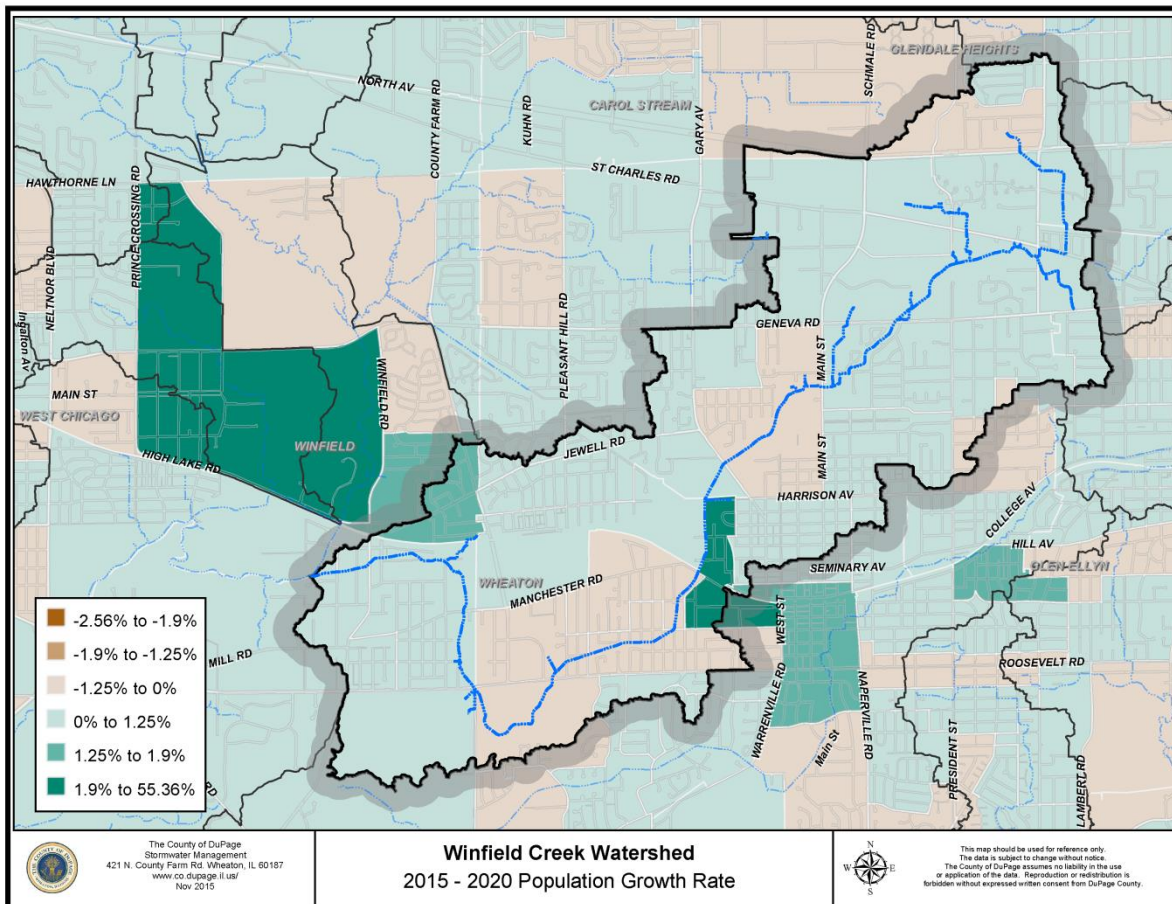 GLENDALE HEIGHTS
SCHMALE RD
NORTH AV
COUNTY FARM RD
KUHN RD
CAROL STREAM
GARY AV
ST CHARLES RD
HAWTHORNE LN
PRINCE CROSSING RD
NELTNOR BLVD
Ingalton Av
PLEASANT HILL RD
GENEVA RD
MAIN ST
WINFIELD RD
MAIN ST
WEST CHICAGO
WINFIELD
HIGH LAKE RD
JEWELL RD
MAIN ST
HARRISON AV
COLLEGE AV
HILL AV
GLEN ELLYN
SEMINARY AV
WHEATON
MANCHESTER RD
WEST ST
ROOSEVELT RD
MILL RD
WARRENVILLE RD
Main St
NAPERVILLE RD
PRESIDENT ST
LAMBERT RD
RD
-2.56% to -1.9%
-1.9% to -1.25%
-1.25% to 0%
0% to 1.25%
1.25% to 1.9%
1.9% to 55.36%
The County of DuPage
Stormwater Management
421 N. County Farm Rd. Wheaton, IL 60187
www.co.dupage.il.us/
Nov 2015
Winfield Creek Watershed
2015 - 2020 Population Growth Rate
N
W E
S
This map should be used for reference only.
The data is subject to change without notice.
The County of DuPage assumes no liability in the use
or application of the data. Reproduction or redistribution is
forbidden without expressed written consent from DuPage County.